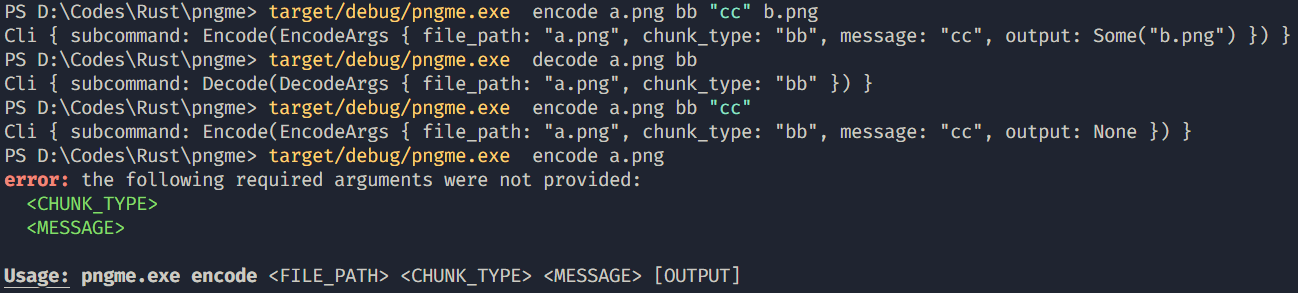 PS D:\Codes\Rust\pngme> target/debug/pngme.exe  encode a.png bb "cc" b.png
Cli { subcommand: Encode(EncodeArgs { file_path: "a.png", chunk_type: "bb", message: "cc", output: Some("b.png") }) }
PS D:\Codes\Rust\pngme> target/debug/pngme.exe  decode a.png bb
Cli { subcommand: Decode(DecodeArgs { file_path: "a.png", chunk_type: "bb" }) }
PS D:\Codes\Rust\pngme> target/debug/pngme.exe  encode a.png bb "cc"
Cli { subcommand: Encode(EncodeArgs { file_path: "a.png", chunk_type: "bb", message: "cc", output: None }) }
PS D:\Codes\Rust\pngme> target/debug/pngme.exe  encode a.png
error: the following required arguments were not provided:
  <CHUNK_TYPE>
  <MESSAGE>

Usage: pngme.exe encode <FILE_PATH> <CHUNK_TYPE> <MESSAGE> [OUTPUT]